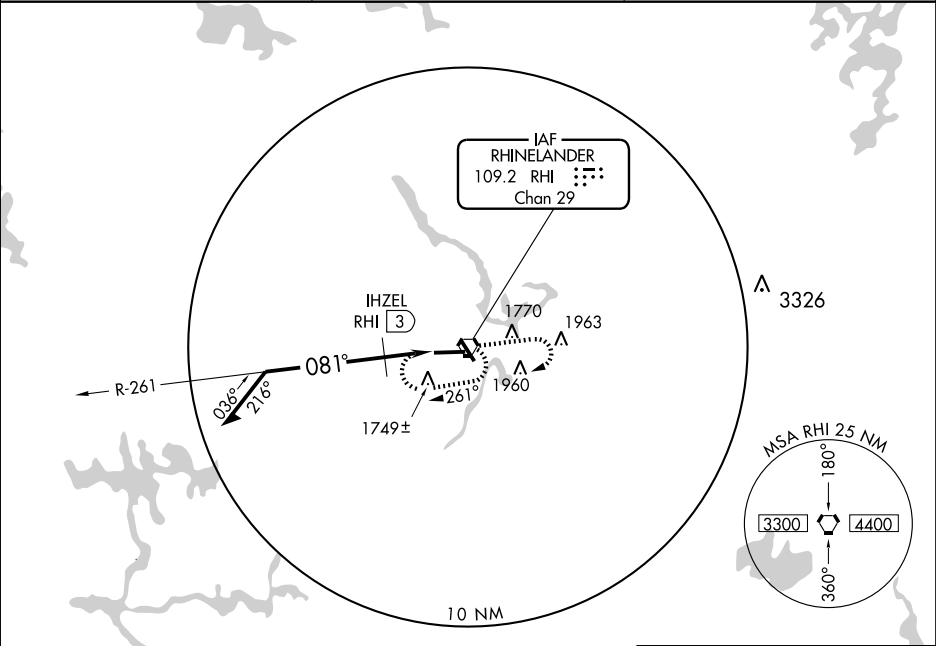 IAF
RHINELANDER
109.2 RHI
Chan 29
3326
IHZEL
RHI 3
1770
1963
081°
R-261
036°
216°
1960
261°
1749±
MSA RHI 25 NM
180°
3300
4400
360°
10 NM